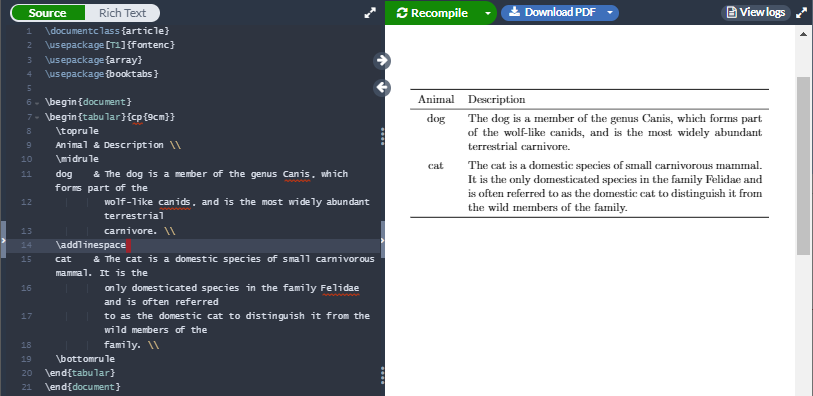 Source Rich Text
Recompile Download PDF View logs
1 \documentclass{article}
2 \usepackage[T1]{fontenc}
3 \usepackage{array}
4 \usepackage{booktabs}
5
6 \begin{document}
7 \begin{tabular}{cp{9cm}}
8 \toprule
9 Animal & Description \\
10 \midrule
11 dog & The dog is a member of the genus Canis, which
forms part of the
12 wolf-like canids, and is the most widely abundant
terrestrial
13 carnivore. \\
14 \addlinespace
15 cat & The cat is a domestic species of small carnivorous
mammal. It is the
16 only domesticated species in the family Felidae
and is often referred
17 to as the domestic cat to distinguish it from the
wild members of the
18 family. \\
19 \bottomrule
20 \end{tabular}
21 \end{document}
Animal Description
dog The dog is a member of the genus Canis, which forms part
of the wolf-like canids, and is the most widely abundant
terrestrial carnivore.
cat The cat is a domestic species of small carnivorous mammal.
It is the only domesticated species in the family Felidae and
is often referred to as the domestic cat to distinguish it from
the wild members of the family.